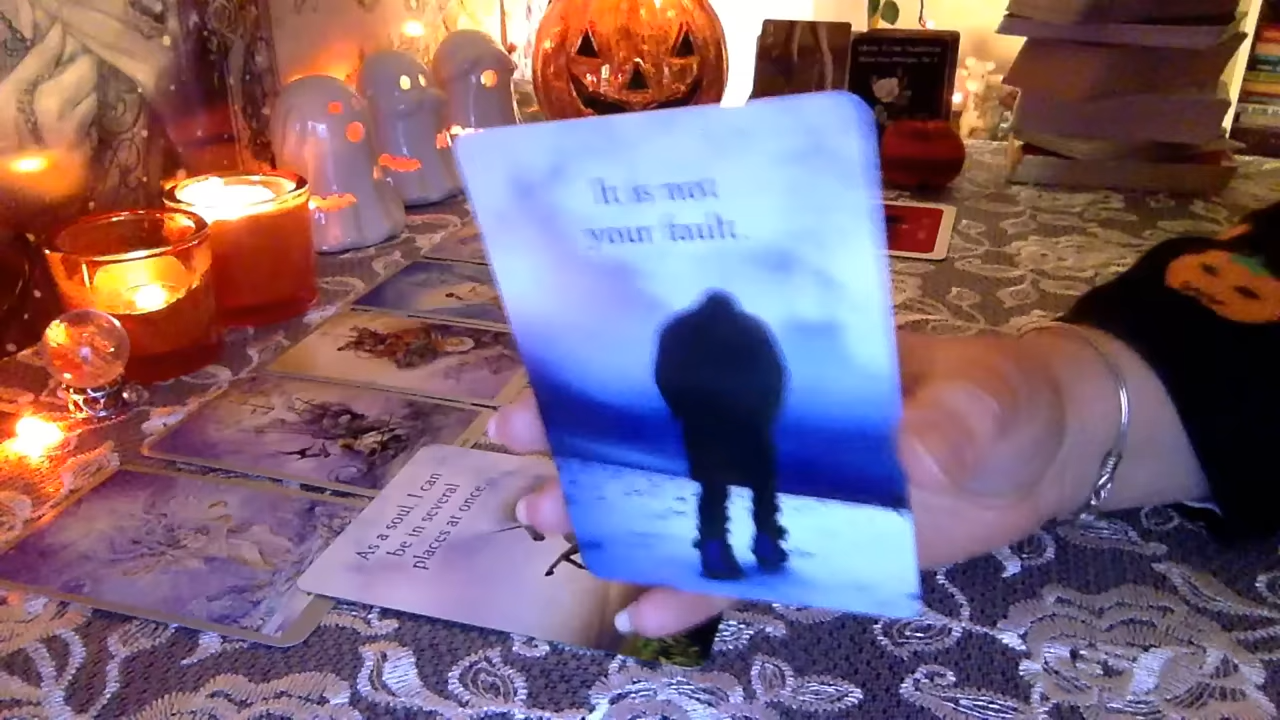 It is not
your fault.
As a soul, I can
be in several
places at once.